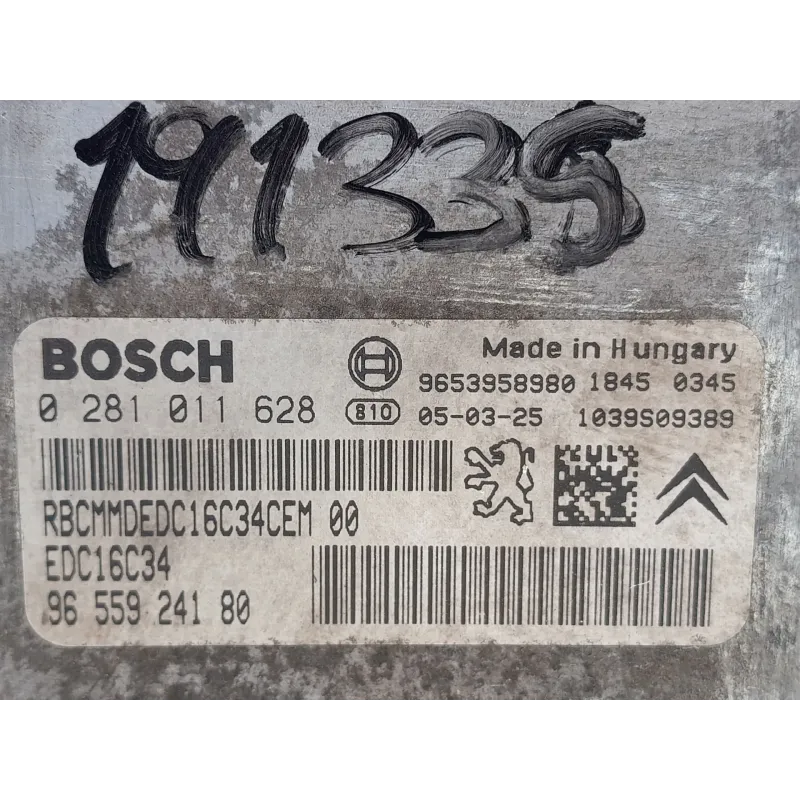 191335
BOSCH
Made in Hungary
9653958980 1845 0345
0 281 011 628
810
05-03-25 1039S09389
RBCMMDEDC16C34CEM 00
EDC16C34
96 559 241 80